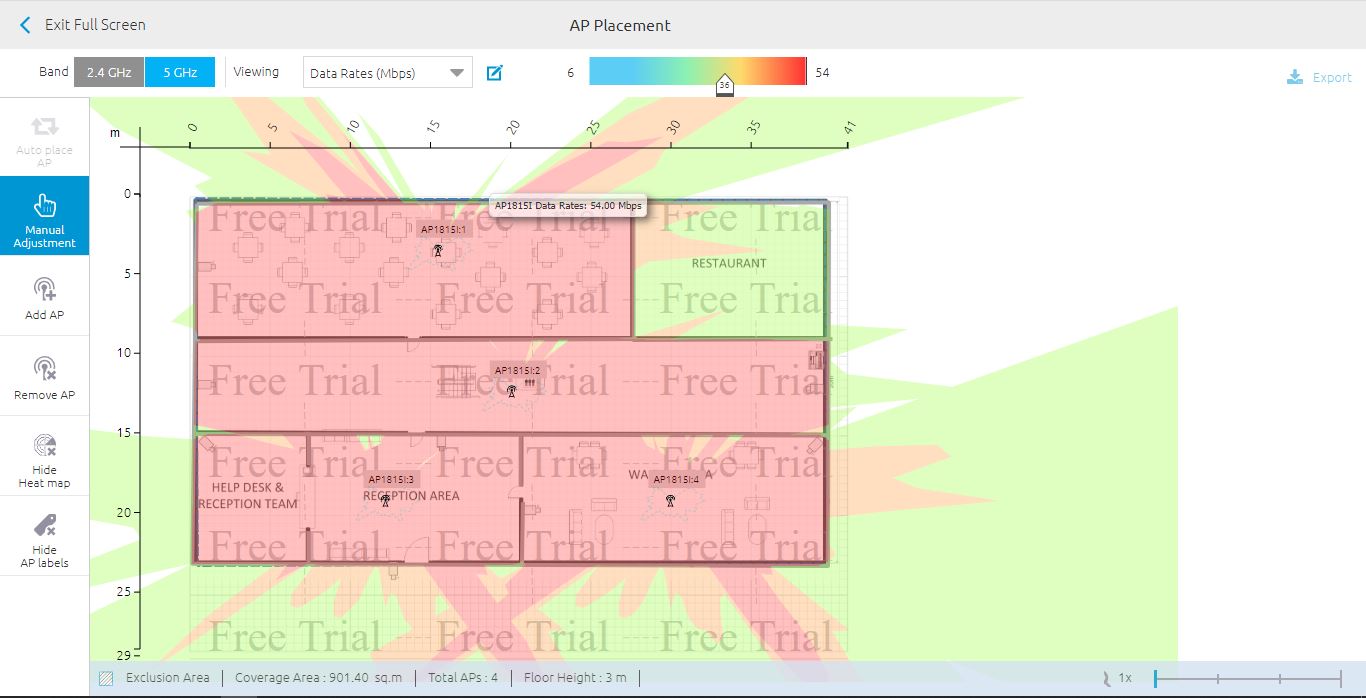 Exit Full Screen
AP Placement
Band 2.4 GHz 5 GHz Viewing Data Rates (Mbps) 6 36 54 Export
m 0 5 10 15 20 25 30 35 41
Auto place
AP
Manual
Adjustment
Add AP
Remove AP
Hide
Heat map
Hide
AP labels
0
5
10
15
20
25
29
AP1815I Data Rates: 54.00 Mbps
Free Trial Free Trial Free Trial
AP1815I:1
RESTAURANT
Free Trial Free Trial Free Trial
AP1815I:2
Free Trial Free Trial Free Trial
Free Trial Free Trial Free Trial
AP1815I:3
AP1815I:4
HELP DESK &
RECEPTION TEAM
RECEPTION AREA
Free Trial Free Trial Free Trial
Free Trial Free Trial Free Trial
Exclusion Area Coverage Area : 901.40 sq.m Total APs : 4 Floor Height : 3 m 1x